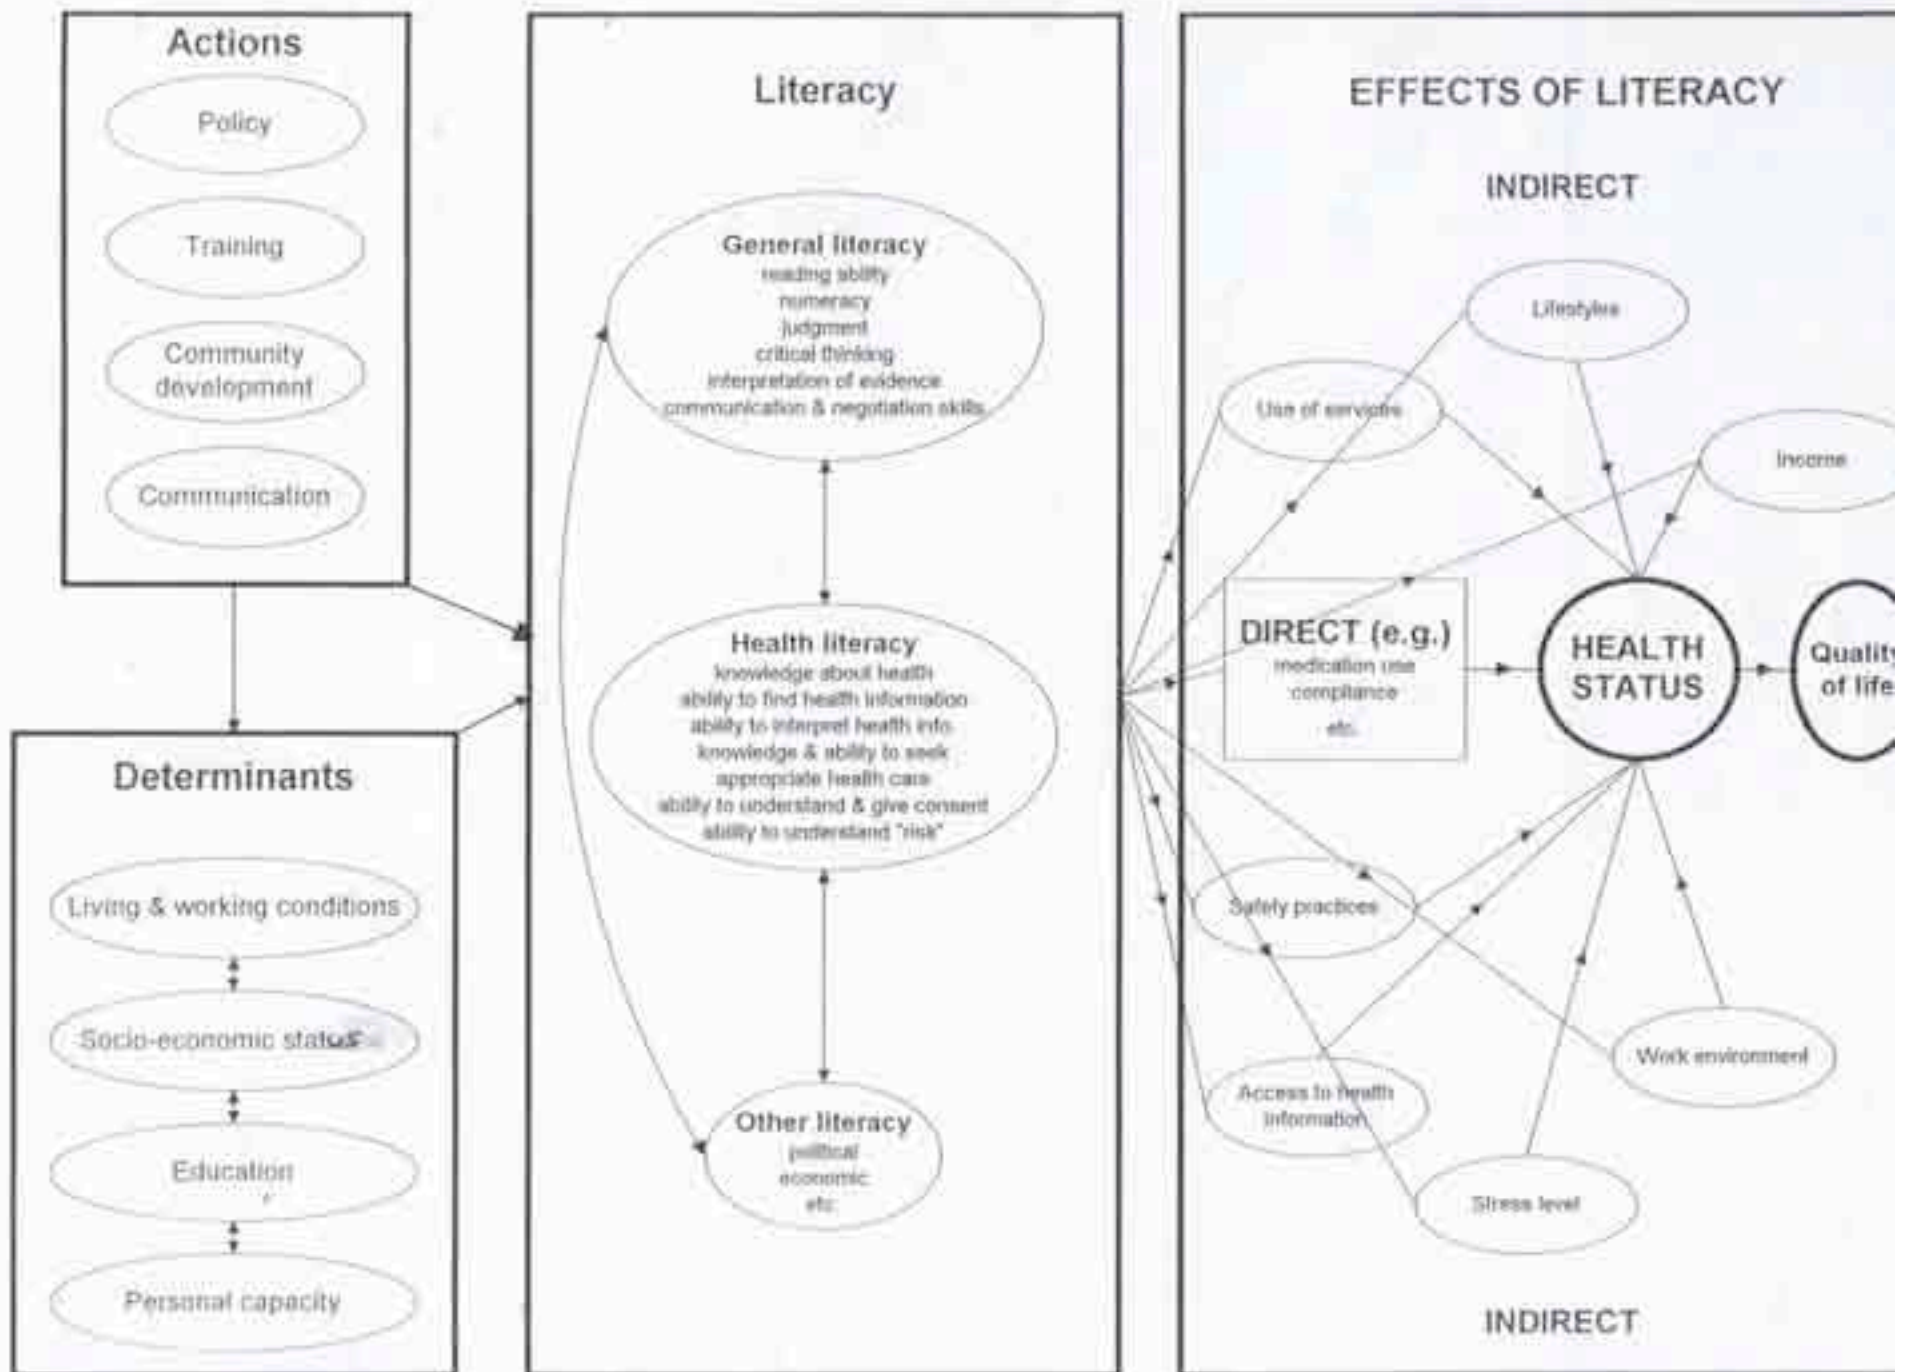 Actions
Policy
Training
Community
development
Communication
Determinants
Living & working conditions
Socio-economic status
Education
Personal capacity
Literacy
General literacy
reading ability
numeracy
judgment
critical thinking
interpretation of evidence
communication & negotiation skills
Health literacy
knowledge about health
ability to find health information
ability to interpret health info.
knowledge & ability to seek
appropriate health care
ability to understand & give consent
ability to understand "risk"
Other literacy
political
economic
etc
EFFECTS OF LITERACY
INDIRECT
Lifestyles
Use of services
Income
DIRECT (e.g.)
medication use
compliance
etc.
HEALTH
STATUS
Quality
of life
Safety practices
Work environment
Access to health
information
Stress level
INDIRECT